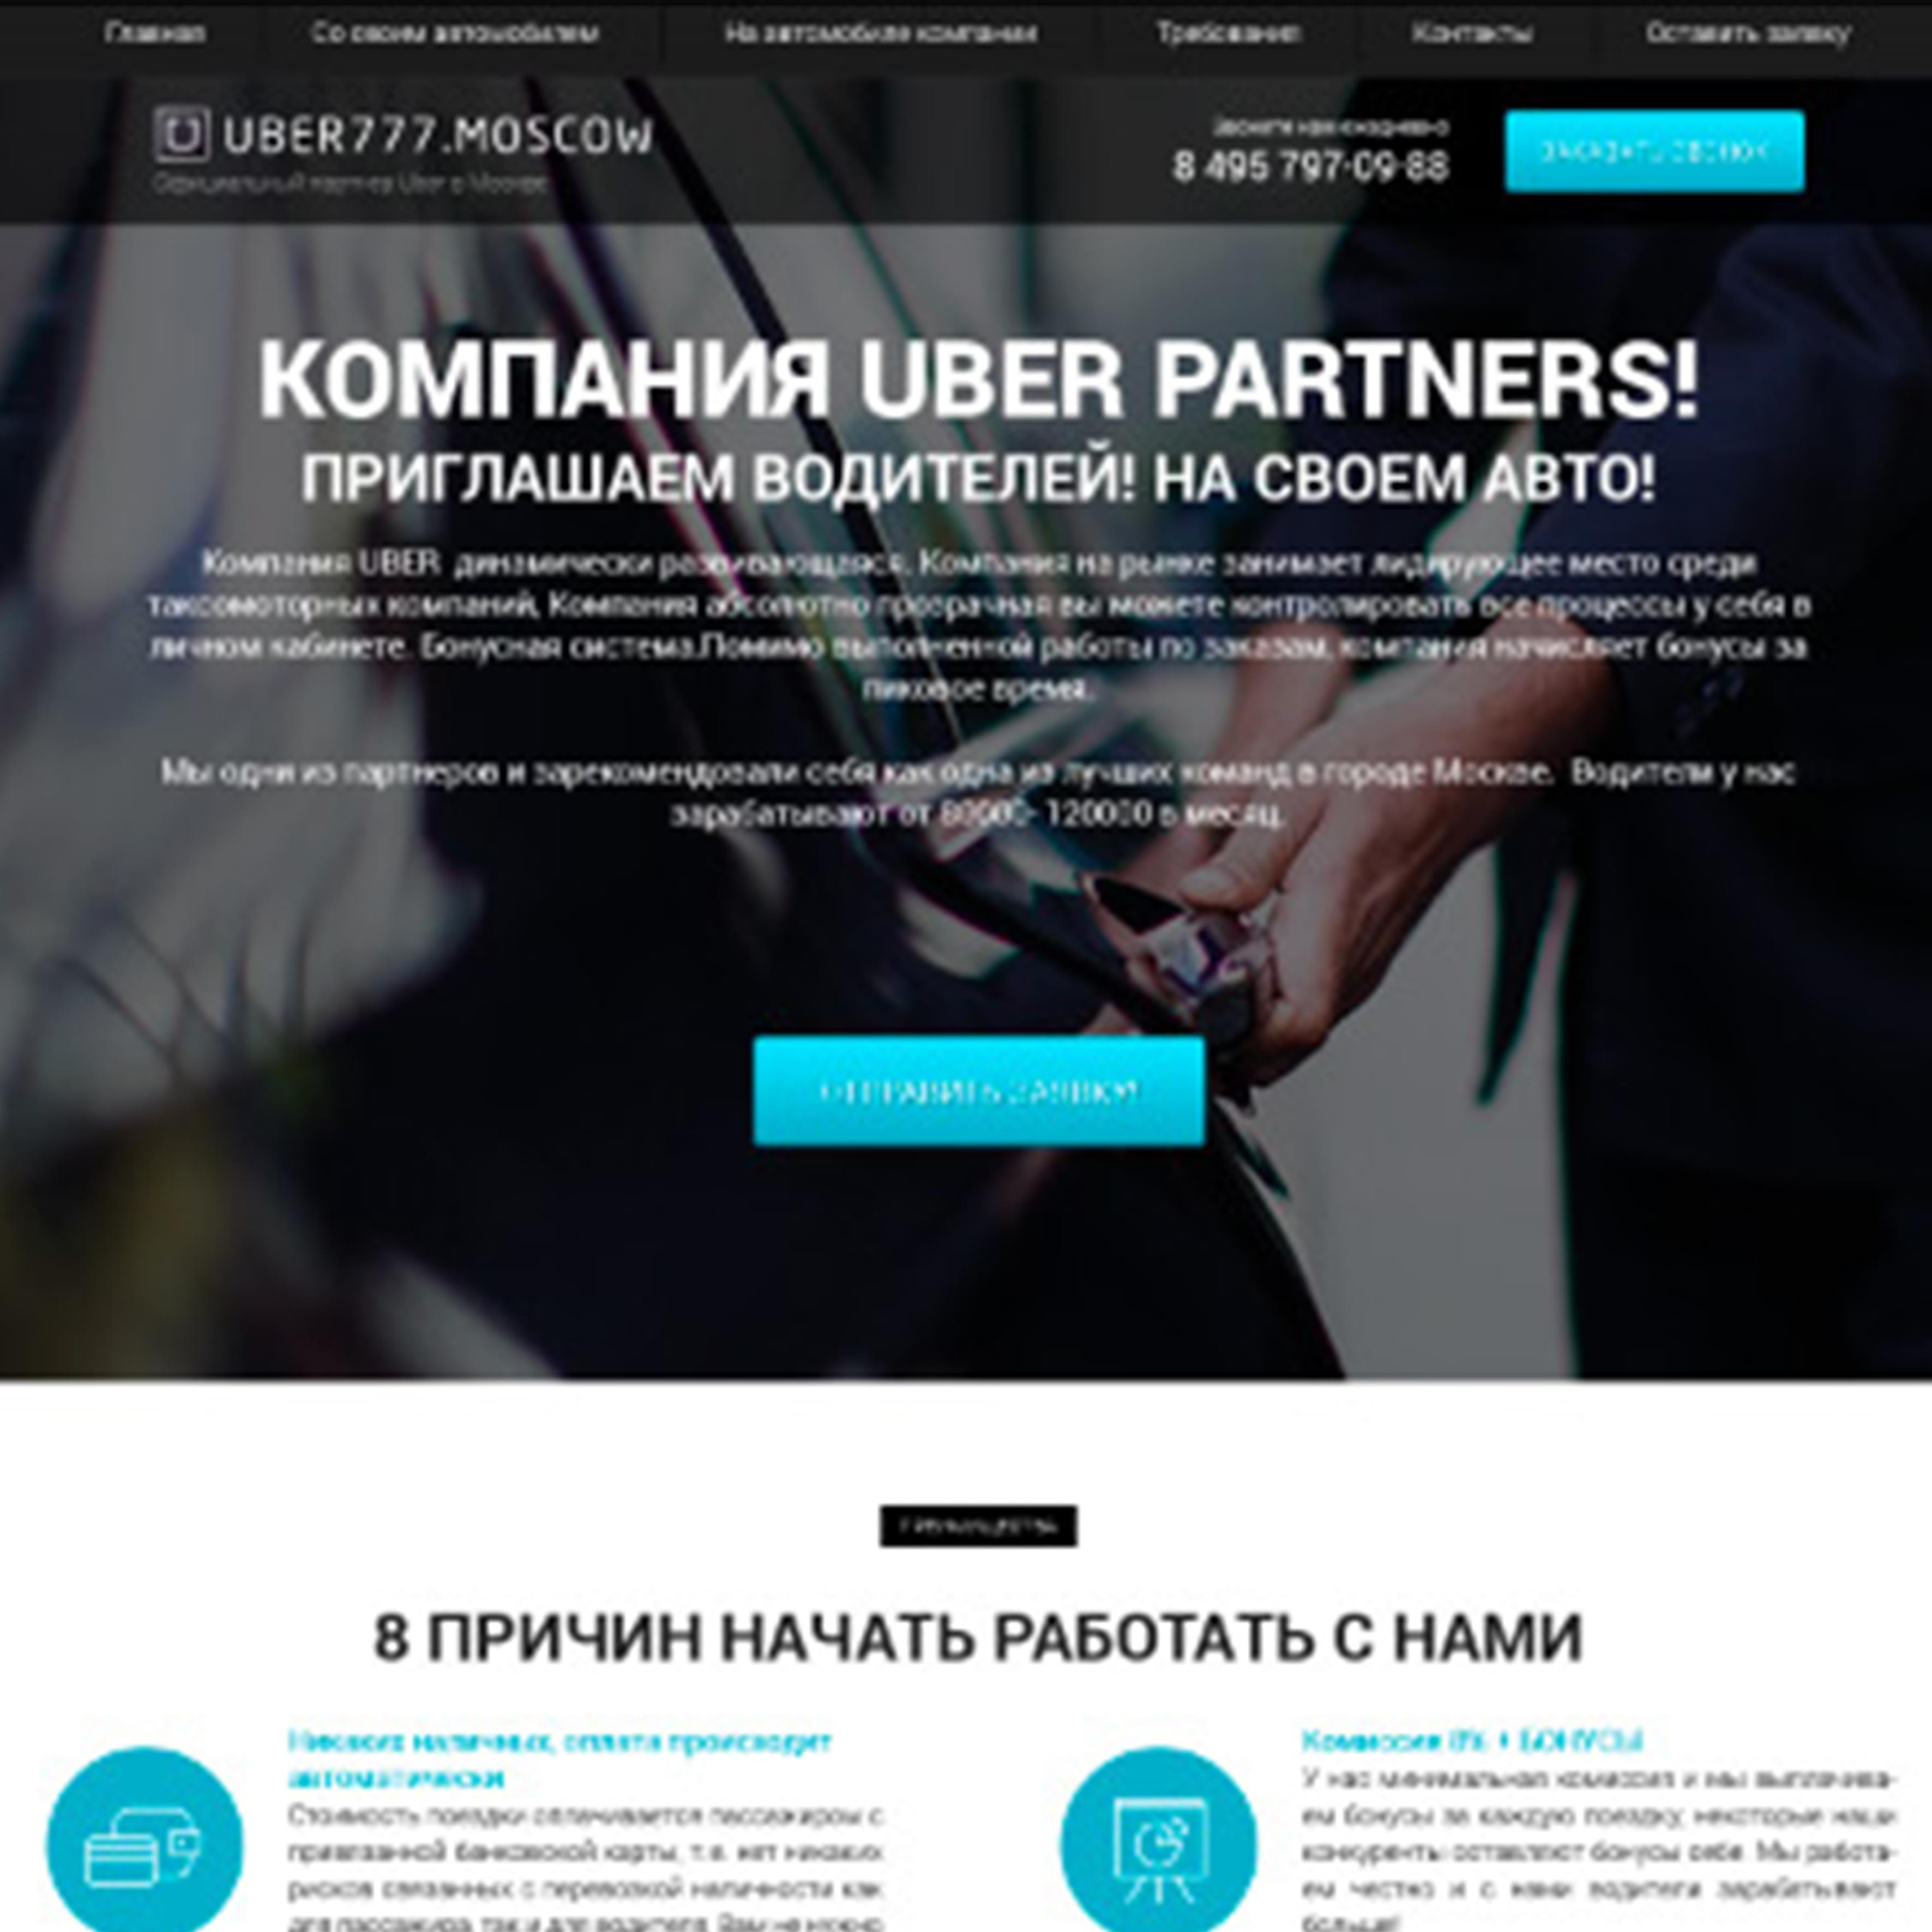 Главная Со своим автомобилем На автомобиле компании Требования Контакты Оставить заявку
UBER777.MOSCOW
Официальный партнер Uber в Москве
Звоните нам ежедневно
8 495 797-09-88
ЗАКАЗАТЬ ЗВОНОК
КОМПАНИЯ UBER PARTNERS!
ПРИГЛАШАЕМ ВОДИТЕЛЕЙ! НА СВОЕМ АВТО!
Компания UBER динамически развивающаяся. Компания на рынке занимает лидирующее место среди
таксомоторных компаний, Компания абсолютно прозрачная вы можете контролировать все процессы у себя в
личном кабинете. Бонусная система.Помимо выполненной работы по заказам, компания начисляет бонусы за
пиковое время.
Мы одни из партнеров и зарекомендовали себя как одна из лучших команд в городе Москве. Водители у нас
зарабатывают от 80000- 120000 в месяц.
ОТПРАВИТЬ ЗАЯВКУ!
8 ПРИЧИН НАЧАТЬ РАБОТАТЬ С НАМИ
Никаких наличных, оплата происходит
автоматически
Стоимость поездки оплачивается пассажиром с
привязанной банковской карты, т.е. нет никаких
рисков связанных с перевозкой наличности как
для пассажира, так и для водителя. Вам не нужно
Комиссия + БОНУСЫ
У нас минимальная комиссия и мы выплачива-
ем бонусы за каждую поездку, некоторые наши
конкуренты оставляют бонусы себе. Мы работа-
ем честно и с нами водители зарабатывают
больше!